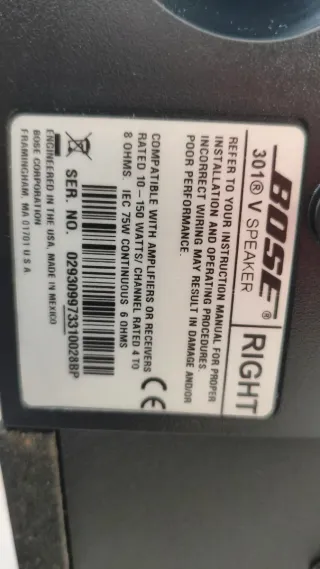 BOSE®
301® V SPEAKER
RIGHT
REFER TO YOUR INSTRUCTION MANUAL FOR PROPER
INSTALLATION AND OPERATING PROCEDURES.
INCORRECT WIRING MAY RESULT IN DAMAGE AND/OR
POOR PERFORMANCE.
COMPATIBLE WITH AMPLIFIERS OR RECEIVERS
RATED 10 – 150 WATTS/ CHANNEL RATED 4 TO
8 OHMS. IEC 75W CONTINUOUS 6 OHMS
CE
SER. NO. 029309973310028BP
ENGINEERED IN THE USA, MADE IN MEXICO
BOSE CORPORATION
FRAMINGHAM, MA 01701 U S A